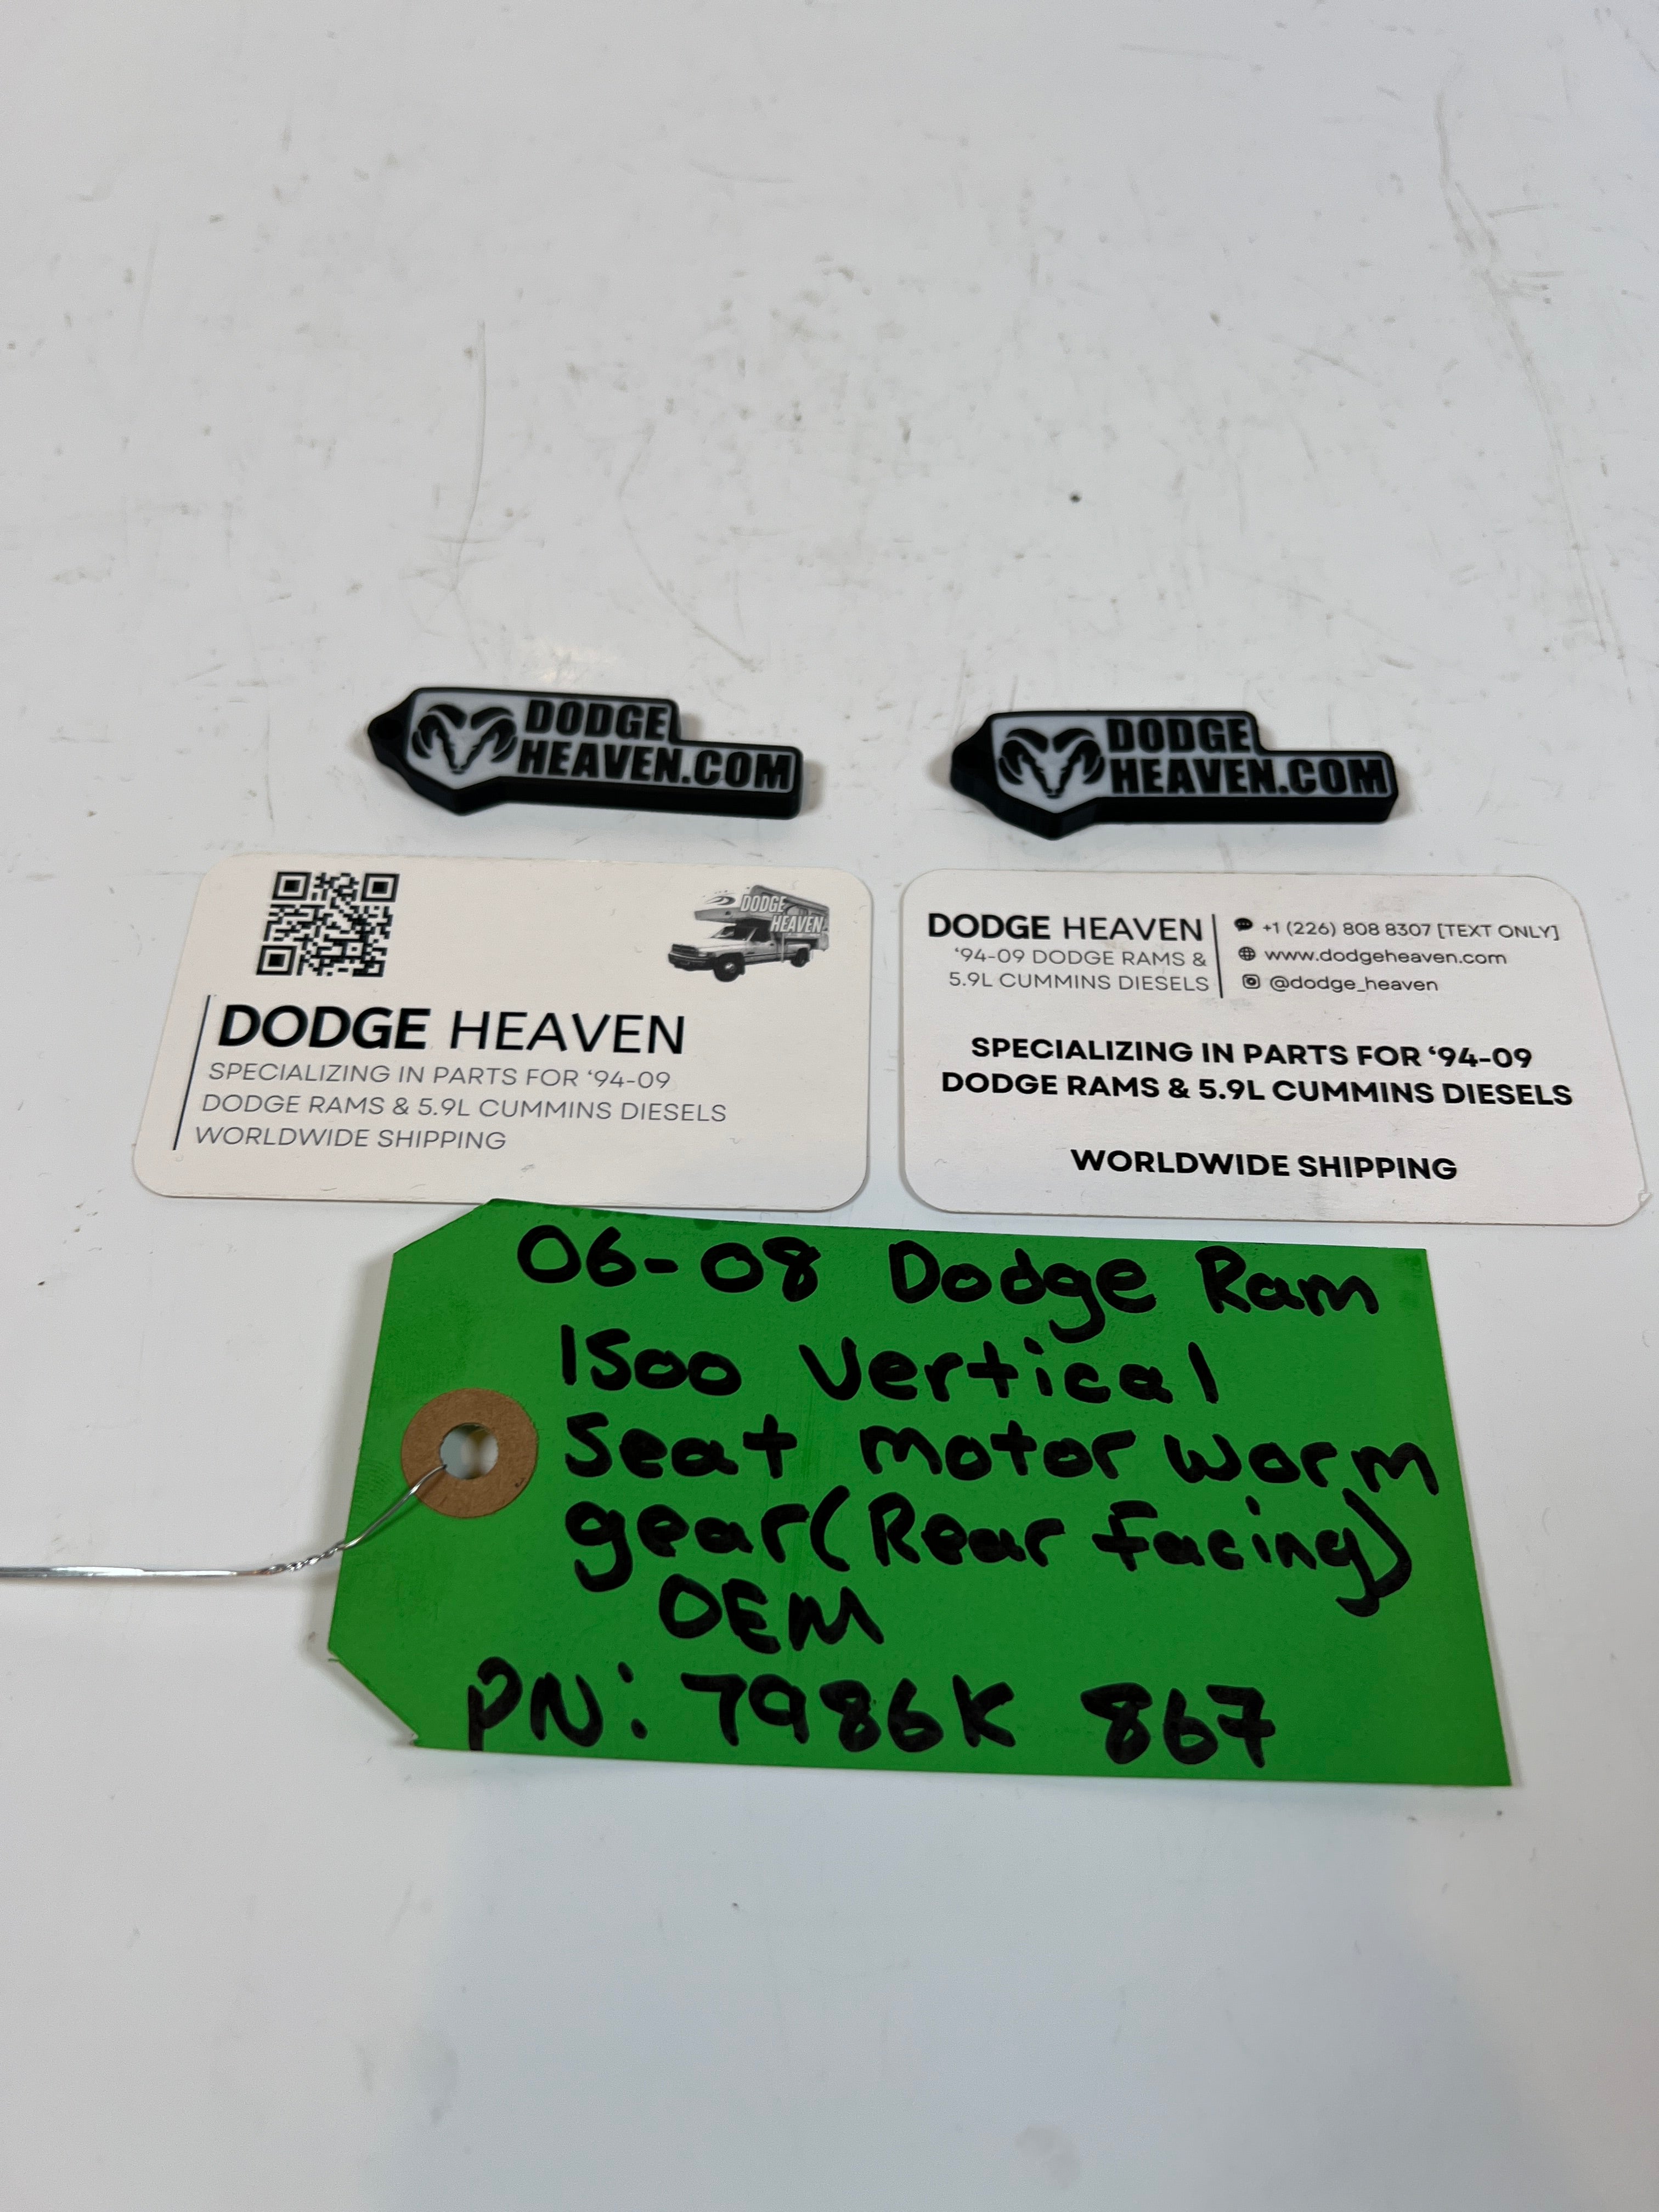 DODGE
HEAVEN.COM
DODGE
HEAVEN.COM
DODGE
HEAVEN
DODGE HEAVEN
SPECIALIZING IN PARTS FOR ‘94-09
DODGE RAMS & 5.9L CUMMINS DIESELS
WORLDWIDE SHIPPING
DODGE HEAVEN
‘94-09 DODGE RAMS &
5.9L CUMMINS DIESELS
+1 (226) 808 8307 [TEXT ONLY]
www.dodgeheaven.com
@dodge_heaven
SPECIALIZING IN PARTS FOR ‘94-09
DODGE RAMS & 5.9L CUMMINS DIESELS
WORLDWIDE SHIPPING
06-08 Dodge Ram
1500 Vertical
Seat motor worm
gear(Rear facing)
OEM
PN: 7986K 867